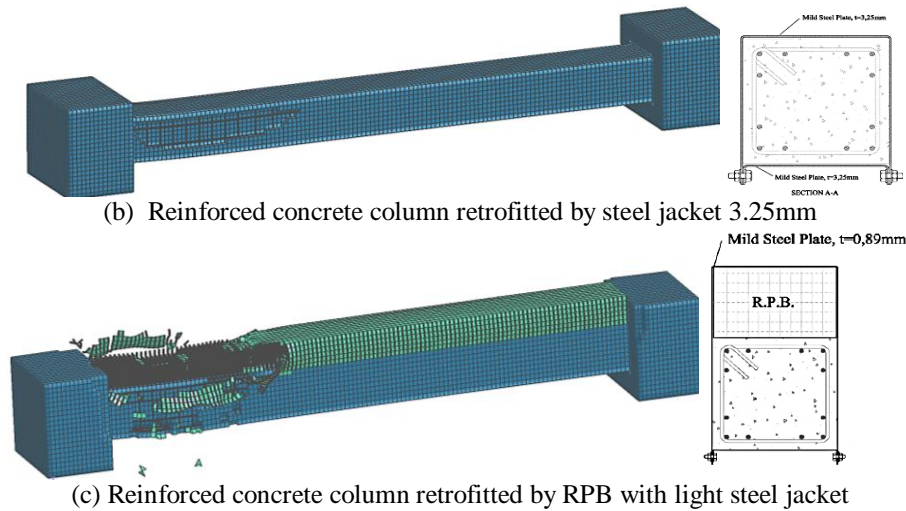 Mild Steel Plate, t=3,25mm
Mild Steel Plate, t=3,25mm
SECTION A-A
(b) Reinforced concrete column retrofitted by steel jacket 3.25mm
Mild Steel Plate, t=0,89mm
R.P.B.
(c) Reinforced concrete column retrofitted by RPB with light steel jacket